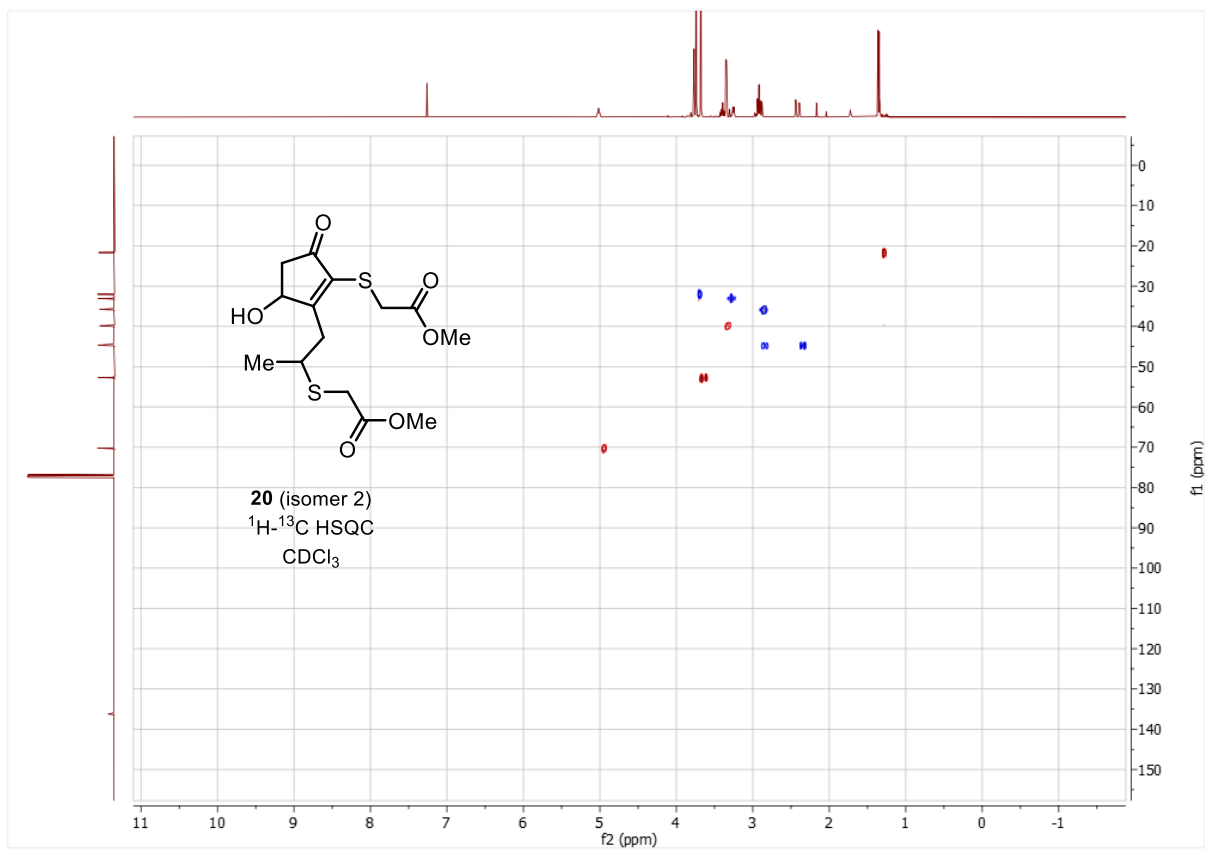 O
S
O
HO
OMe
Me
S
OMe
O
20 (isomer 2)
¹H-¹³C HSQC
CDCl₃
0
10
20
30
40
50
60
70
80
90
100
110
120
130
140
150
f1 (ppm)
11 10 9 8 7 6 5 4 3 2 1 0 -1
f2 (ppm)